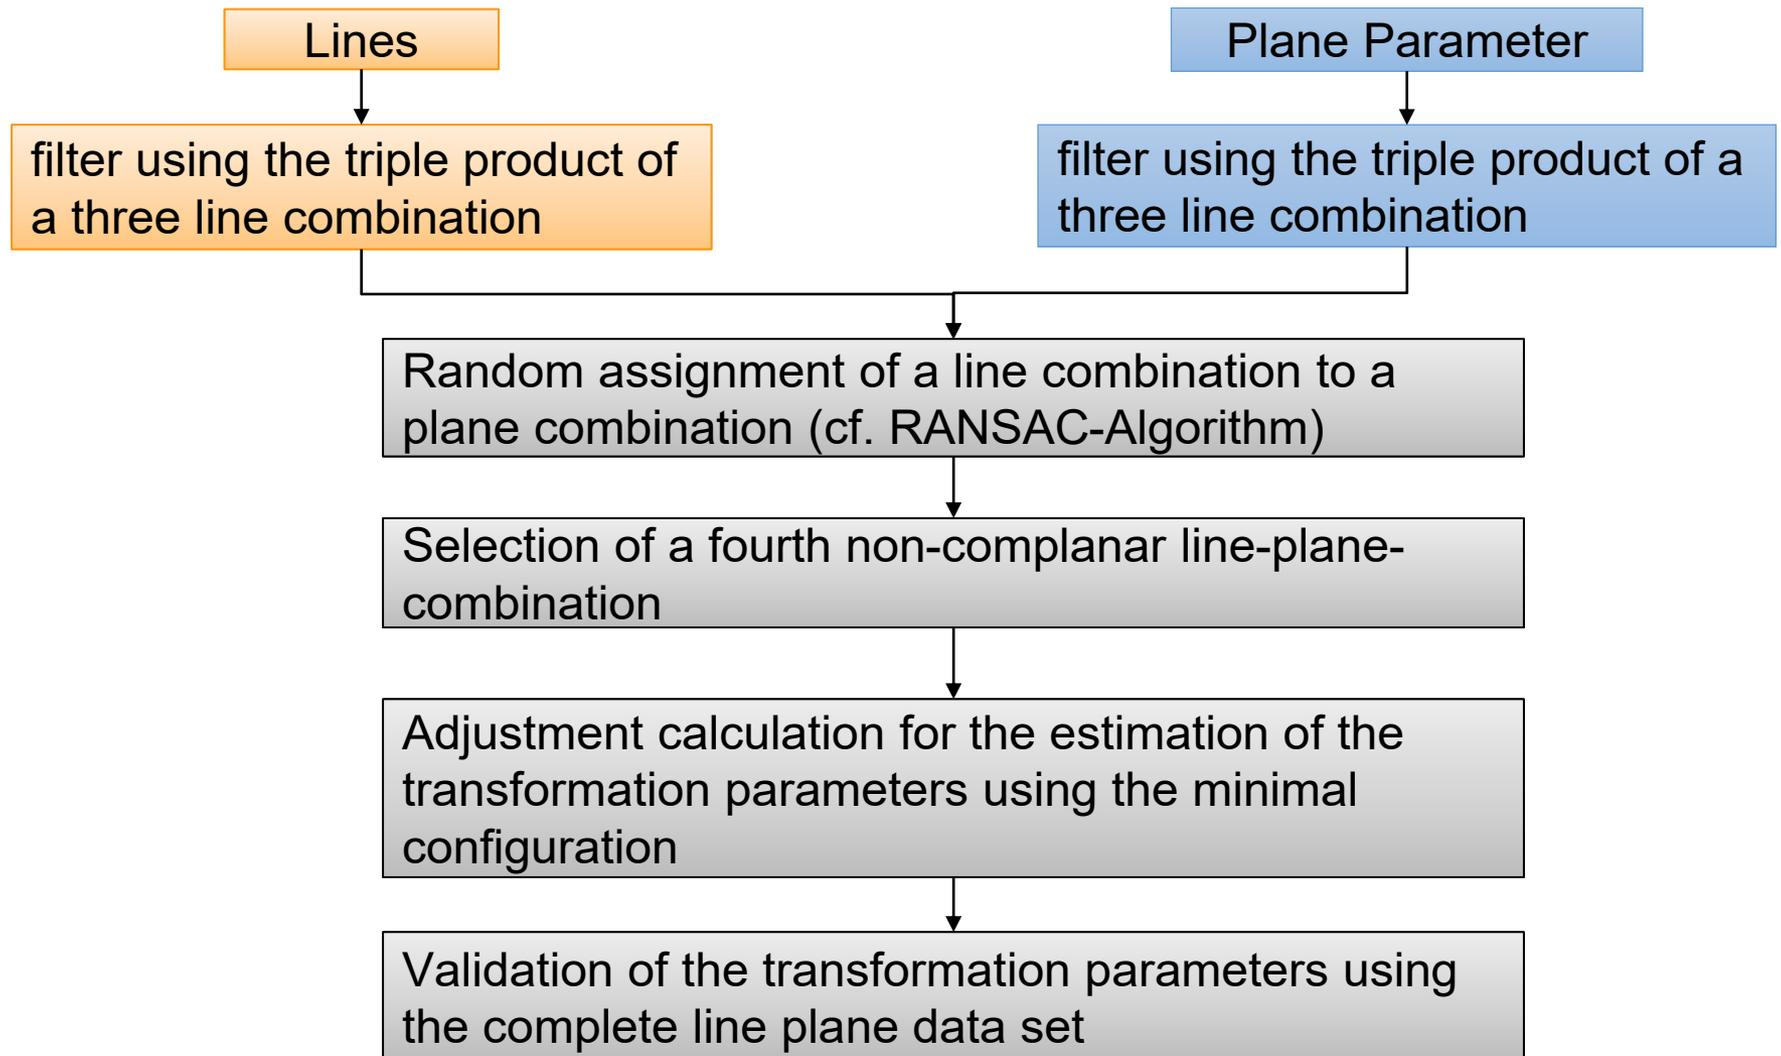 Lines
Plane Parameter
filter using the triple product of
a three line combination
filter using the triple product of a
three line combination
Random assignment of a line combination to a
plane combination (cf. RANSAC-Algorithm)
Selection of a fourth non-complanar line-plane-
combination
Adjustment calculation for the estimation of the
transformation parameters using the minimal
configuration
Validation of the transformation parameters using
the complete line plane data set